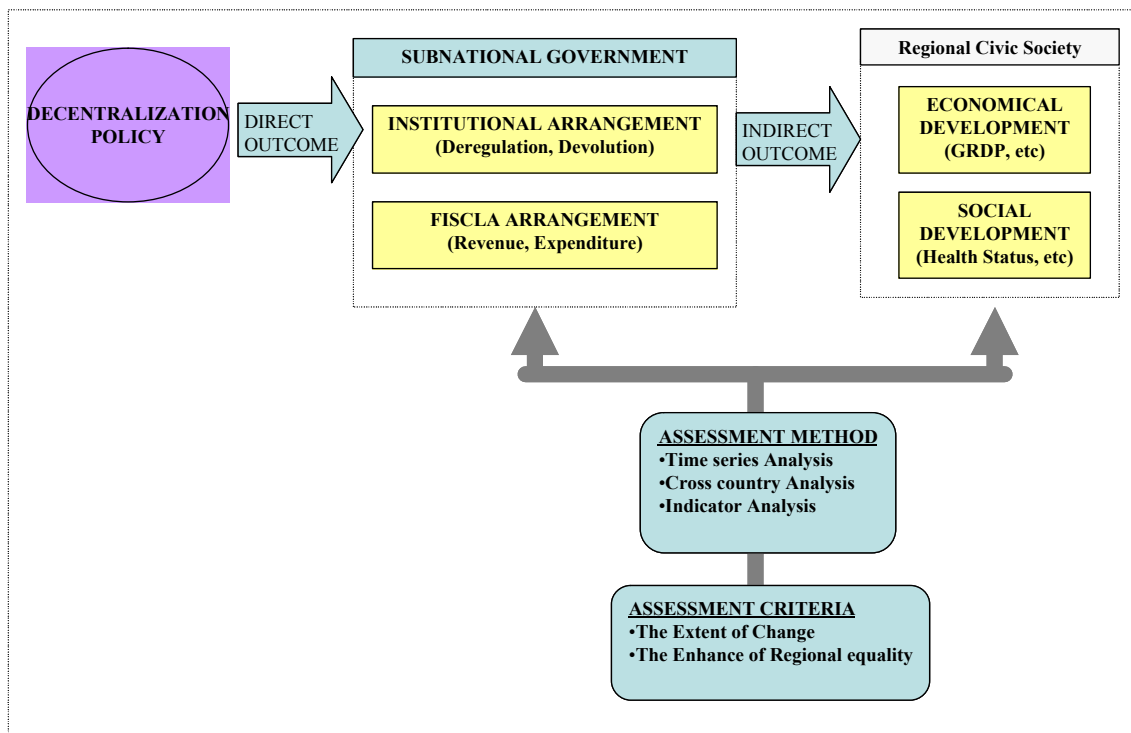 DECENTRALIZATION
POLICY
DIRECT
OUTCOME
SUBNATIONAL GOVERNMENT
INSTITUTIONAL ARRANGEMENT
(Deregulation, Devolution)
FISCLA ARRANGEMENT
(Revenue, Expenditure)
INDIRECT
OUTCOME
Regional Civic Society
ECONOMICAL
DEVELOPMENT
(GRDP, etc)
SOCIAL
DEVELOPMENT
(Health Status, etc)
ASSESSMENT METHOD
•Time series Analysis
•Cross country Analysis
•Indicator Analysis
ASSESSMENT CRITERIA
•The Extent of Change
•The Enhance of Regional equality